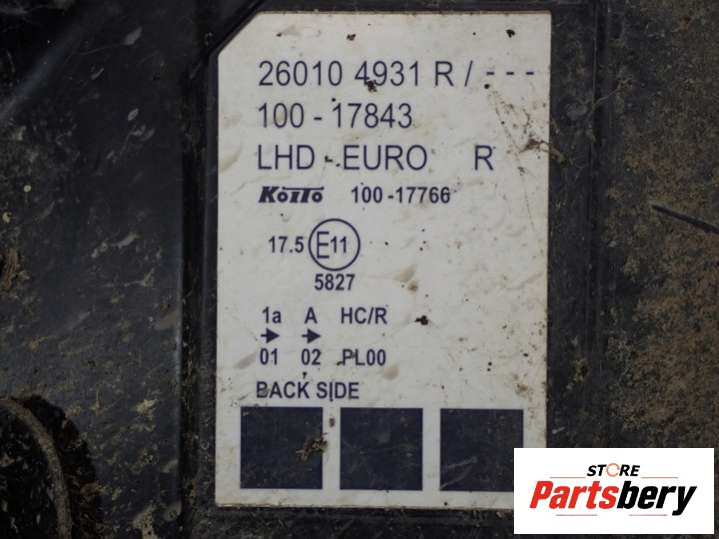 26010 4931 R / - - -
100 - 17843
LHD - EURO R
KOITO 100 -17766
17.5 E11
5827
1a A HC/R
01 02 PL00
BACK SIDE
STORE
Partsbery